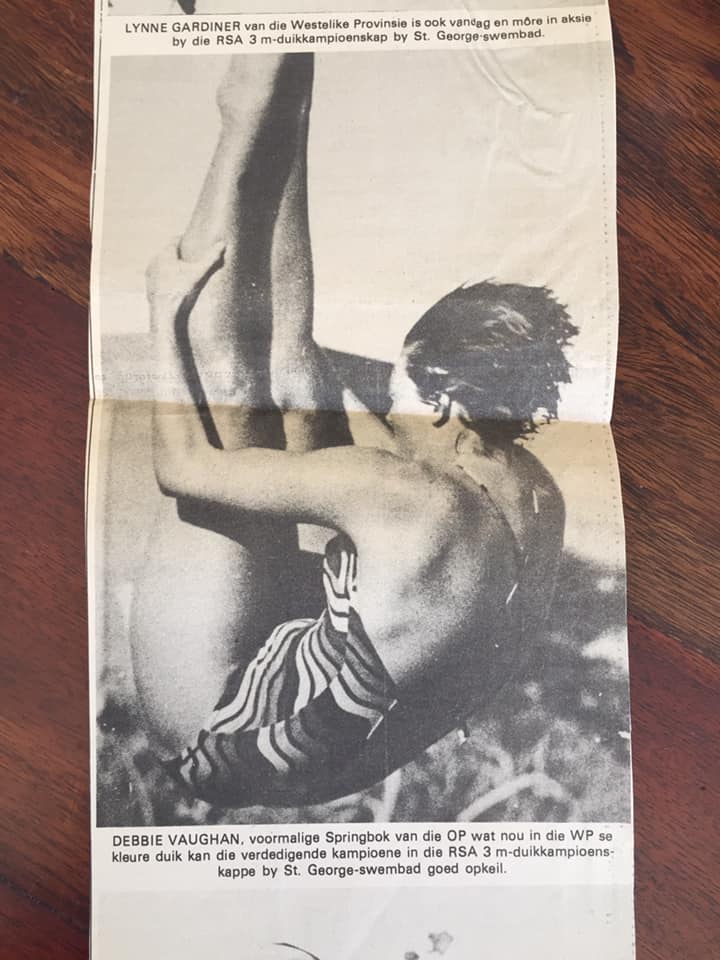 LYNNE GARDINER van die Westelike Provinsie is ook vandag en môre in aksie
by die RSA 3 m-duikkampioenskap by St. George-swembad.
DEBBIE VAUGHAN, voormalige Springbok van die OP wat nou in die WP se
kleure duik kan die verdedigende kampioene in die RSA 3 m-duikkampioens-
kappe by St. George-swembad goed opkeil.